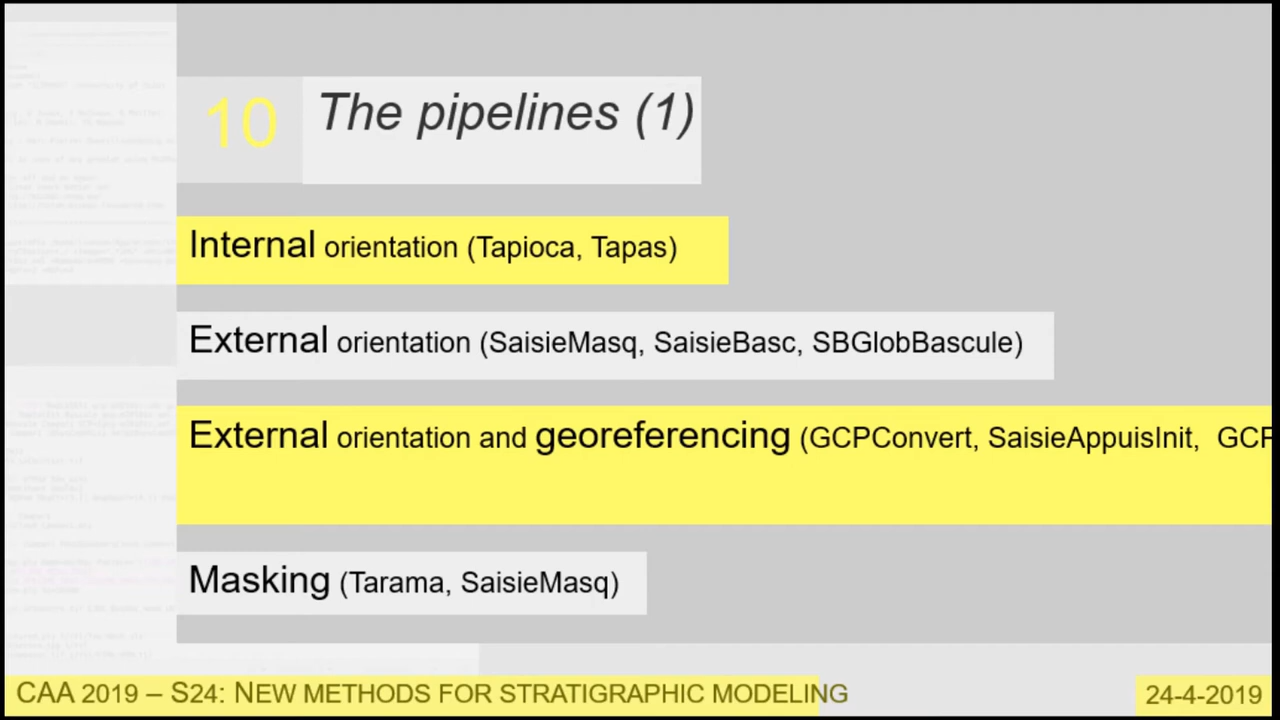 10
The pipelines (1)
Internal orientation (Tapioca, Tapas)
External orientation (SaisieMasq, SaisieBasc, SBGlobBascule)
External orientation and georeferencing (GCPConvert, SaisieAppuisInit,
Masking (Tarama, SaisieMasq)
CAA 2019 – S24: NEW METHODS FOR STRATIGRAPHIC MODELING
24-4-2019